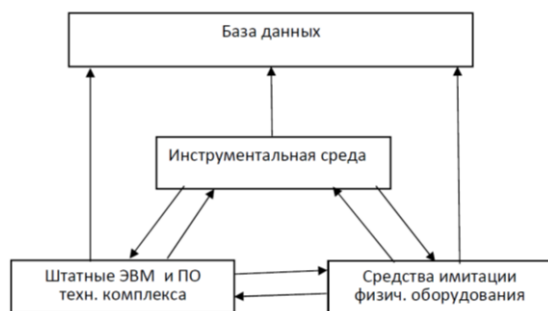 База данных
Инструментальная среда
Штатные ЭВМ и ПО
техн. комплекса
Средства имитации
физич. оборудования